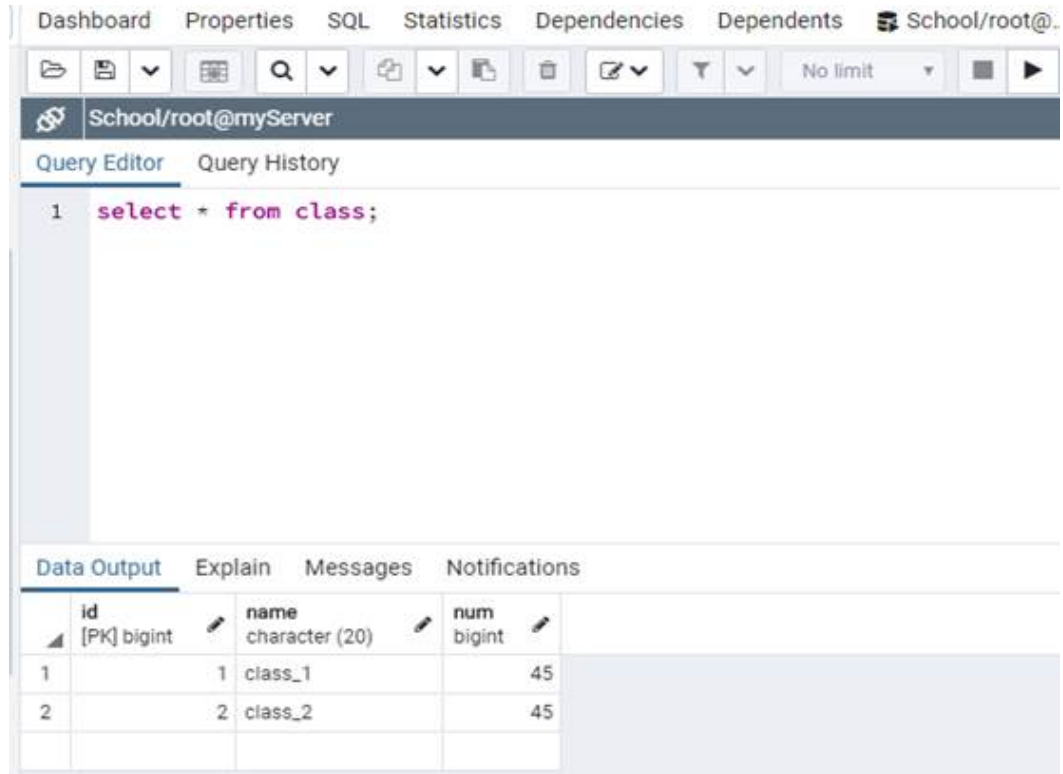 Dashboard Properties SQL Statistics Dependencies Dependents School/root@..
No limit
School/root@myServer
Query Editor Query History
1 select * from class;
Data Output Explain Messages Notifications
id name num
[PK] bigint character (20) bigint
1 1 class_1 45
2 2 class_2 45